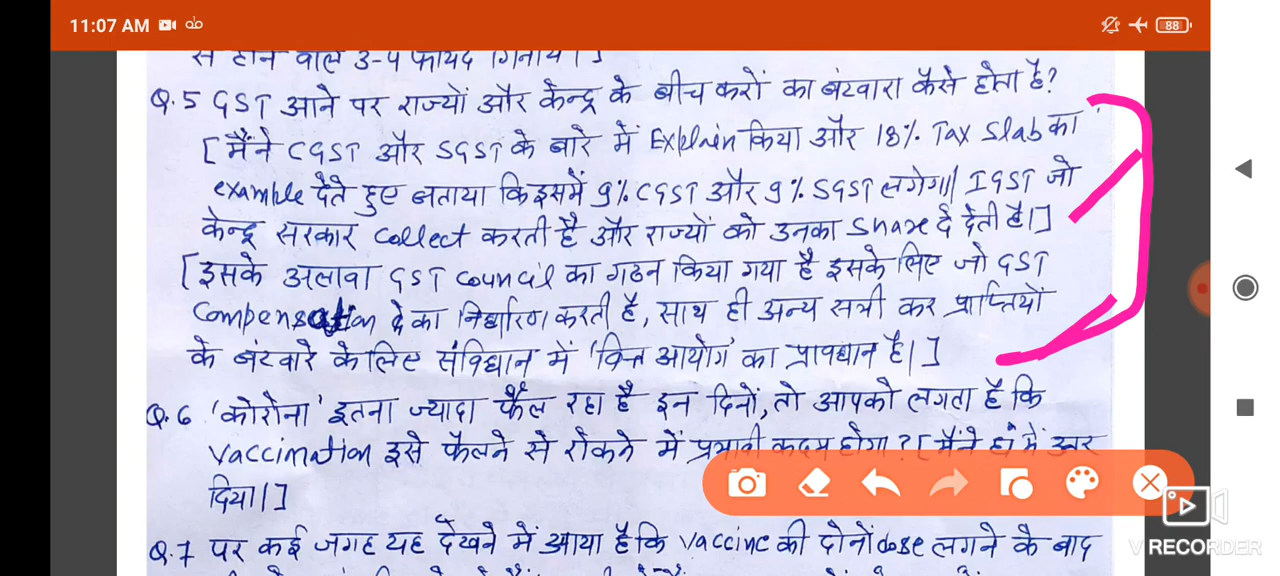 11:07 AM
88
से होने वाले 3-4 फायदे गिनाये।]
Q.5 GST आने पर राज्यों और केन्द्र के बीच करों का बंटवारा कैसे होता है?
[मैंने CGST और SGST के बारे में Explain किया और 18% Tax Slab का
example देते हुए बताया कि इसमें 9% CGST और 9% SGST लगेगा/ IGST जो
केन्द्र सरकार collect करती है और राज्यों को उनका share दे देती है।]
[इसके अलावा GST council का गठन किया गया है इसके लिए जो GST
Compensation का निर्धारण करती है, साथ ही अन्य सभी कर प्राप्तियों
के बंटवारे के लिए संविधान में 'वित्त आयोग' का प्रावधान है।]
Q.6 'कोरोना' इतना ज्यादा फैल रहा है इन दिनों, तो आपको लगता है कि
vaccination इसे फैलने से रोकने में प्रभावी कदम होगा? [मैंने हाँ में उत्तर
दिया।]
Q.7 पर कई जगह यह देखने में आया है कि vaccine की दोनों dose लगने के बाद
V RECORDER